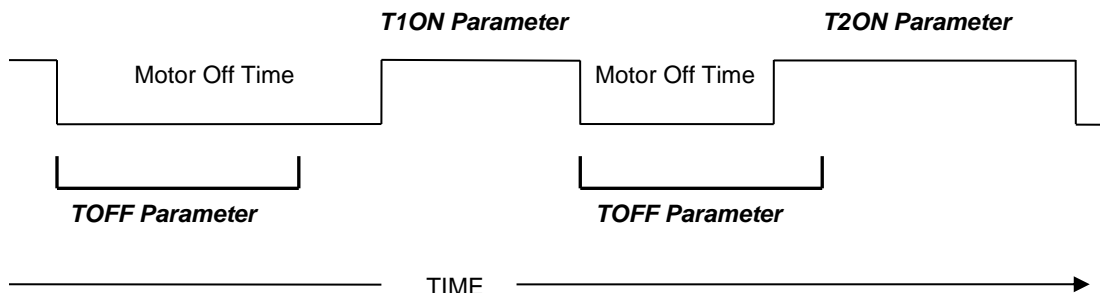 T1ON Parameter
T2ON Parameter
Motor Off Time
Motor Off Time
TOFF Parameter
TOFF Parameter
TIME